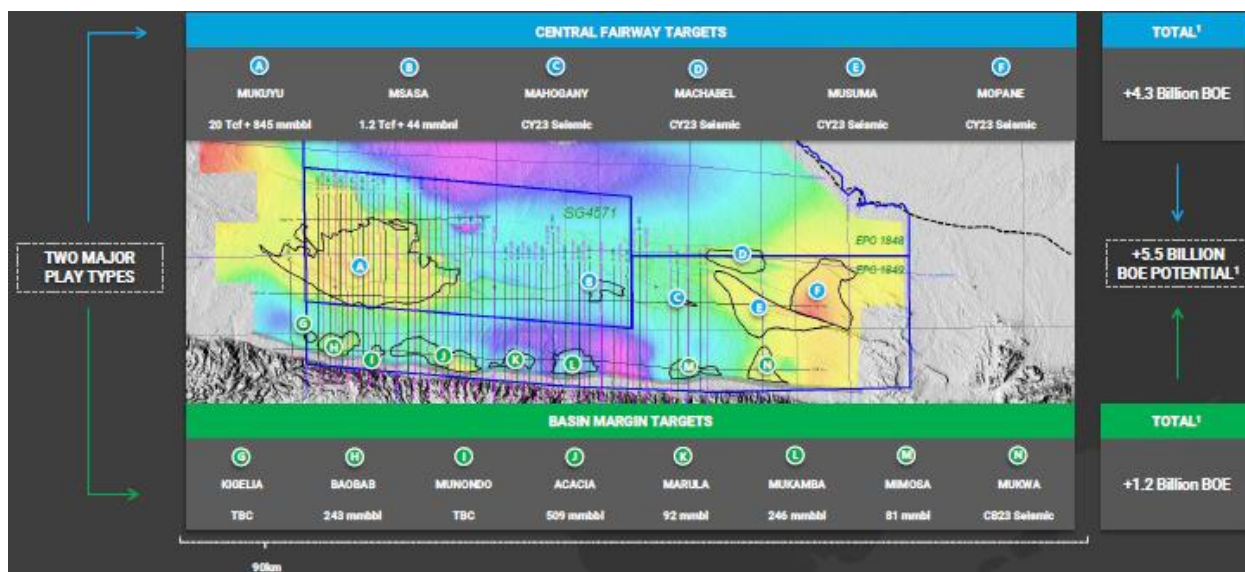 CENTRAL FAIRWAY TARGETS
TOTAL¹
A B C D E F
MUKUYU MSASA MAHOGANY MACHABEL MUSUMA MOPANE
20 Tcf + 845 mmbbl 1.2 Tcf + 44 mmbnl CY23 Seismic CY23 Seismic CY23 Seismic CY23 Seismic
+4.3 Billion BOE
SG4571
EPO 1848
EPO 1849
A B C D E F
G H I J K L M N
TWO MAJOR
PLAY TYPES
+5.5 BILLION
BOE POTENTIAL¹
BASIN MARGIN TARGETS
TOTAL¹
G H I J K L M N
KIGELIA BAOBAB MUNONDO ACACIA MARULA MUKAMBA MIMOSA MUKWA
TBC 243 mmbbl TBC 509 mmbbl 92 mmbl 246 mmbbl 81 mmbl CB23 Seismic
+1.2 Billion BOE
90km